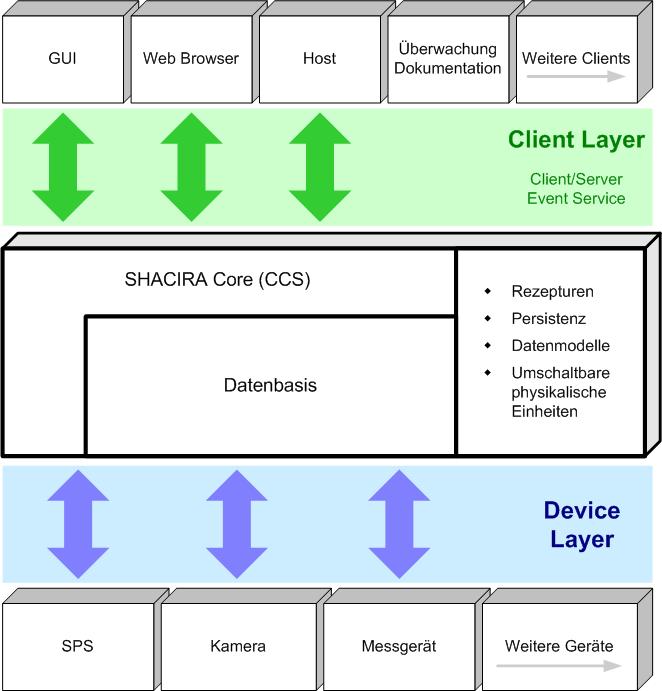 GUI
Web Browser
Host
Überwachung
Dokumentation
Weitere Clients
Client Layer
Client/Server
Event Service
SHACIRA Core (CCS)
Datenbasis
Rezepturen
Persistenz
Datenmodelle
Umschaltbare
physikalische
Einheiten
Device
Layer
SPS
Kamera
Messgerät
Weitere Geräte